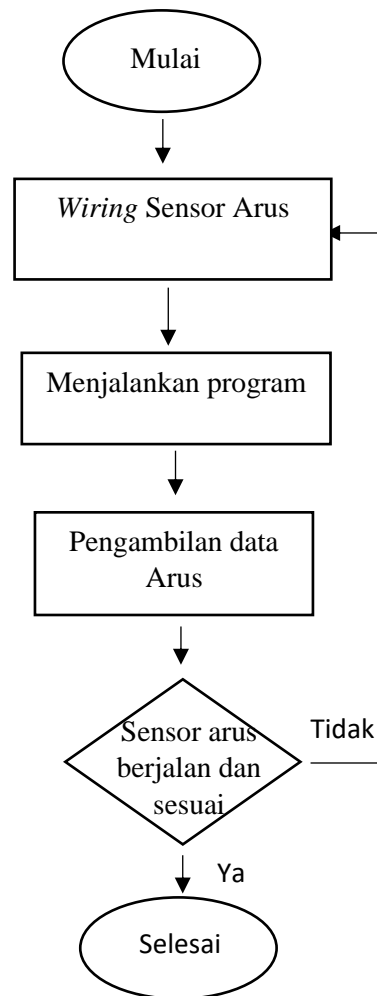 Mulai
Wiring Sensor Arus
Menjalankan program
Pengambilan data
Arus
Sensor arus
berjalan dan
sesuai
Tidak
Ya
Selesai